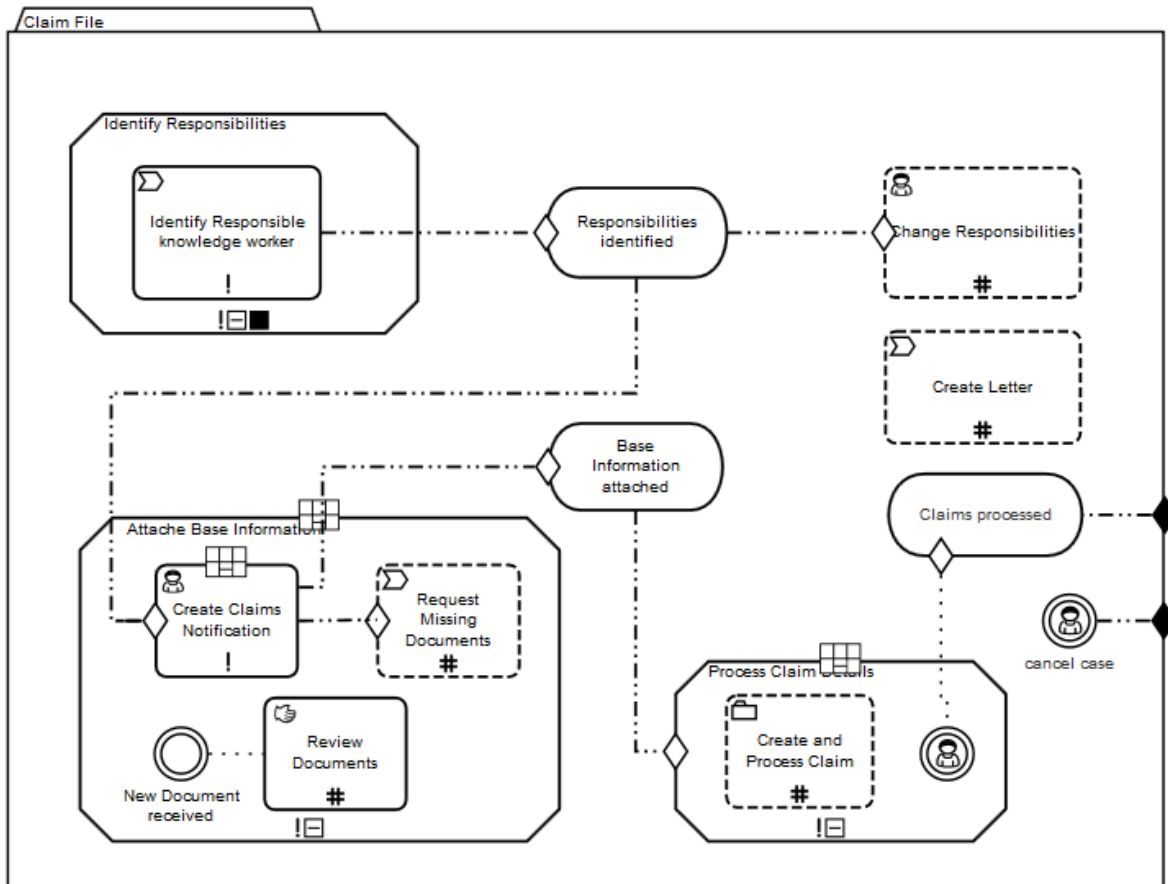 Claim File
Identify Responsibilities
Identify Responsible
knowledge worker
!
!
Responsibilities
identified
Change Responsibilities
#
Create Letter
#
Base
Information
attached
Claims processed
cancel case
Attache Base Information
Create Claims
Notification
!
Request
Missing
Documents
#
New Document
received
Review
Documents
#
!
Process Claim Details
Create and
Process Claim
#
!